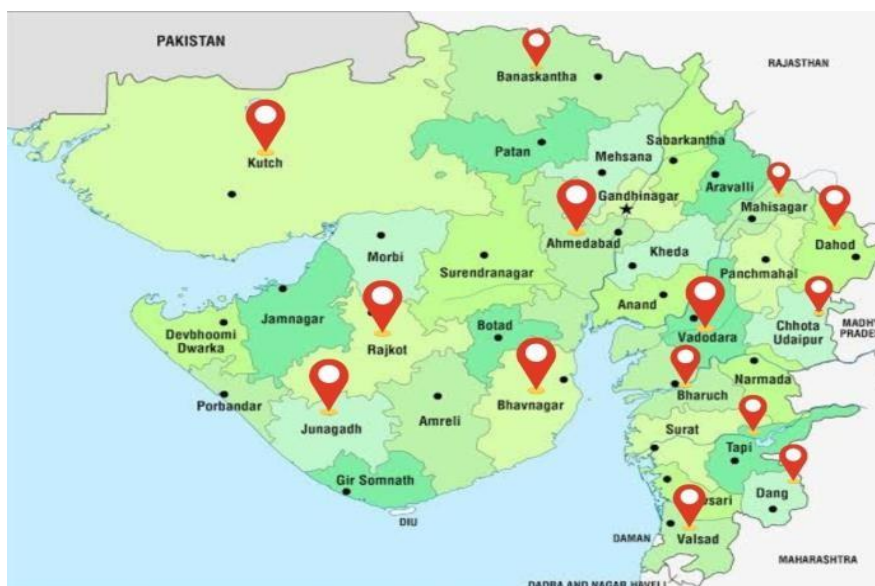 PAKISTAN
RAJASTHAN
Banaskantha
Kutch
Patan
Mehsana
Sabarkantha
Gandhinagar
Aravalli
Mahisagar
Ahmedabad
Dahod
Morbi
Kheda
Surendranagar
Panchmahal
Anand
Jamnagar
Devbhoomi
Dwarka
Rajkot
Botad
Vadodara
Chhota
Udaipur
Narmada
Bharuch
Porbandar
Junagadh
Amreli
Bhavnagar
Surat
Tapi
Gir Somnath
Dang
DIU
DAMAN
Valsad
MAHARASHTRA